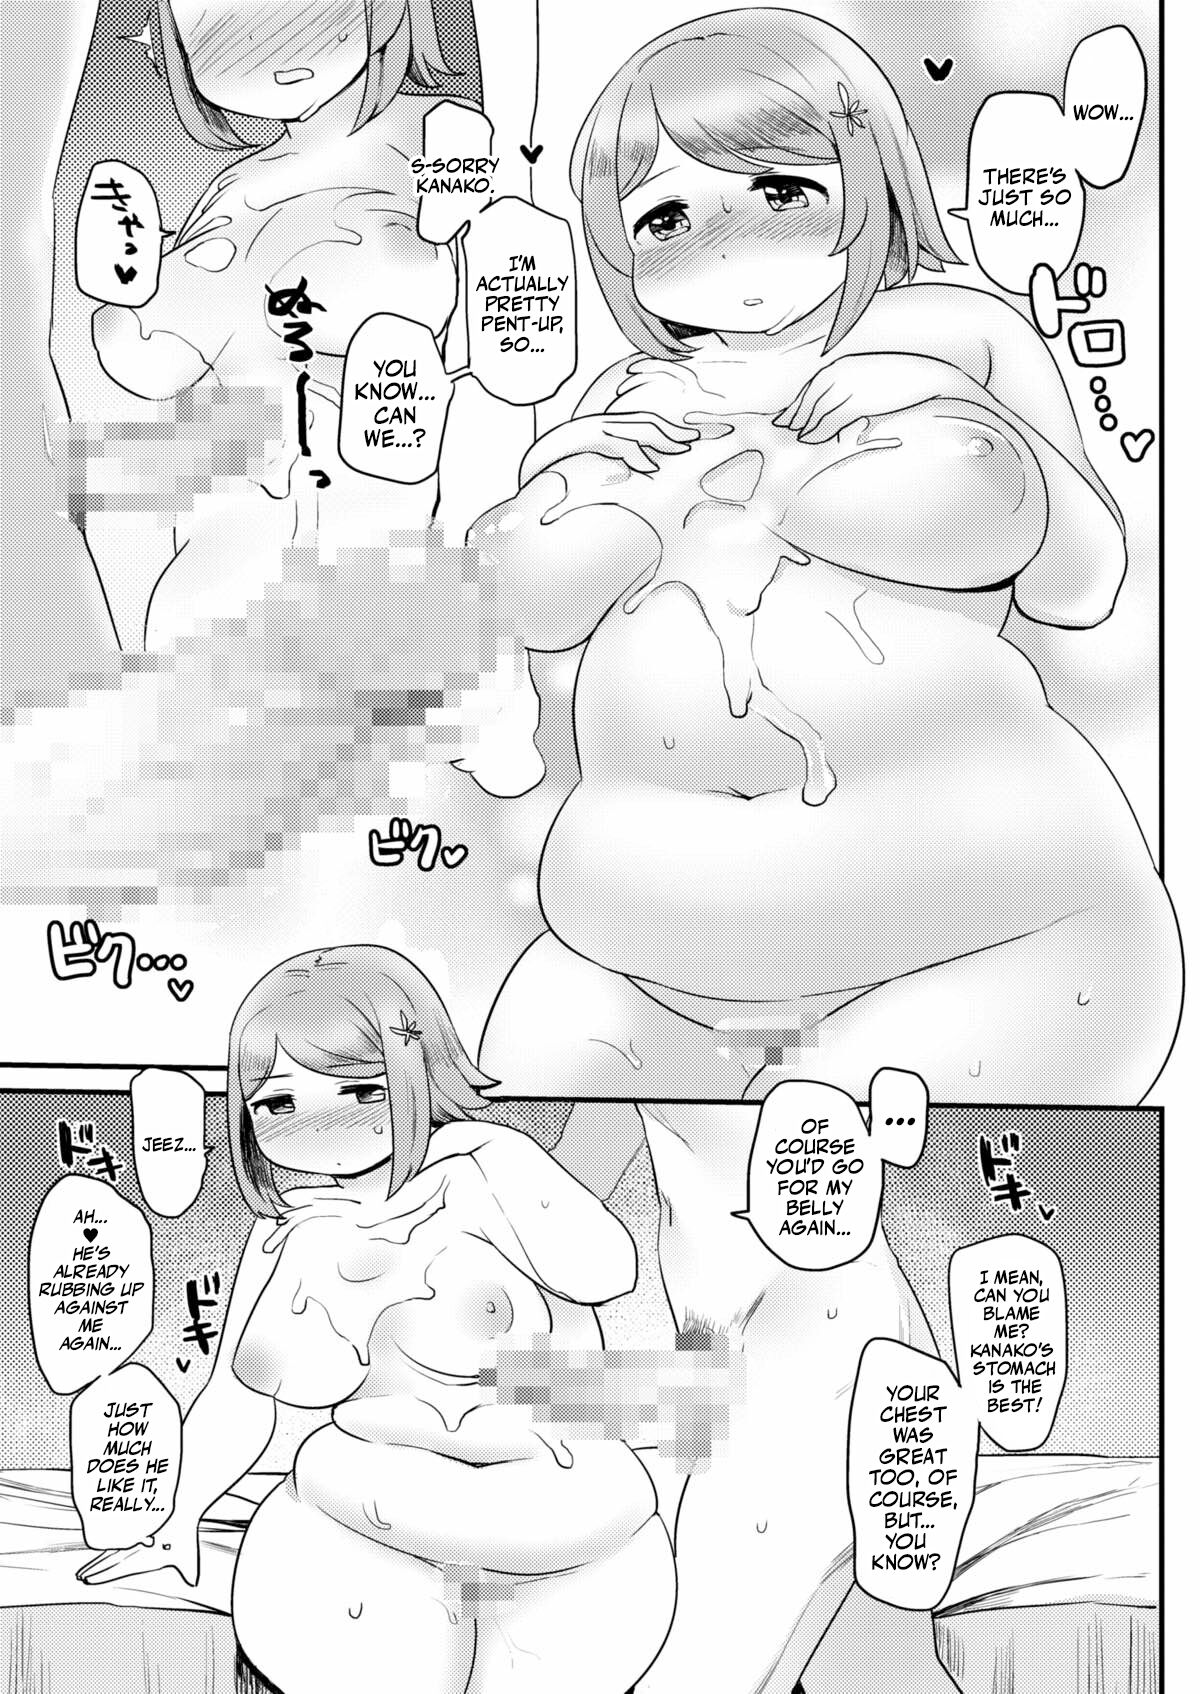 WOW...
THERE'S
JUST SO
MUCH...
ドロ...♥
S-SORRY
KANAKO.
I'M
ACTUALLY
PRETTY
PENT-UP,
SO...
YOU
KNOW...
CAN
WE...?
きゃっ♥
ぬろーっ
ビク♥
ビク...♥
...
OF
COURSE
YOU'D GO
FOR MY
BELLY
AGAIN...
I MEAN,
CAN YOU
BLAME
ME?
KANAKO'S
STOMACH
IS THE
BEST!
YOUR
CHEST WAS
GREAT
TOO, OF
COURSE,
BUT...
YOU
KNOW?
ドキ
ドキ
ドキ
JEEZ...
AH...
♥
HE'S
ALREADY
RUBBING UP
AGAINST
ME
AGAIN...
JUST
HOW
MUCH
DOES HE
LIKE IT,
REALLY...